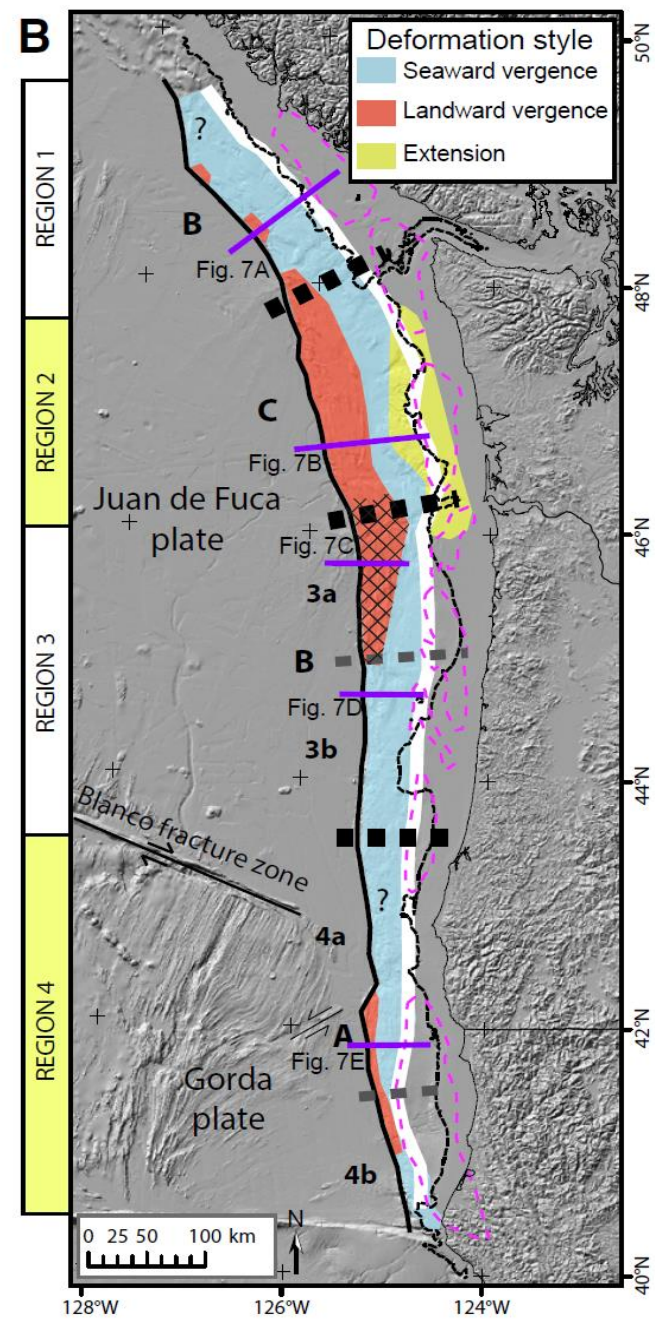 B
Deformation style
Seaward vergence
Landward vergence
Extension
50°N
REGION 1
?
B
Fig. 7A
48°N
REGION 2
C
Fig. 7B
Juan de Fuca
plate
46°N
Fig. 7C
3a
REGION 3
B
Fig. 7D
3b
44°N
Blanco fracture zone
?
4a
REGION 4
42°N
A
Fig. 7E
Gorda
plate
4b
0 25 50 100 km
N
40°N
128°W
126°W
124°W